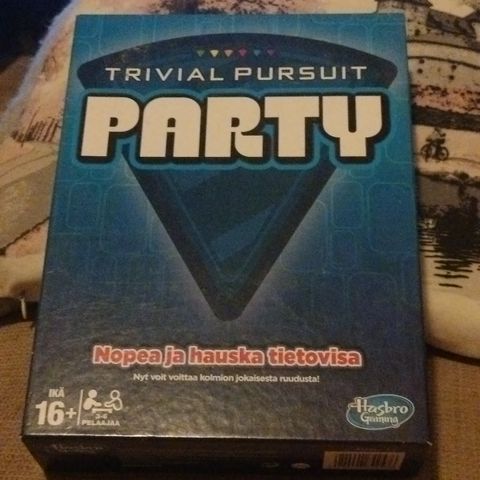 TRIVIAL PURSUIT
PARTY
Nopea ja hauska tietovisa
Nyt voit voittaa kolmion jokaisesta ruudusta!
IKÄ
16+
PELAAJAA
Hasbro
Gaming